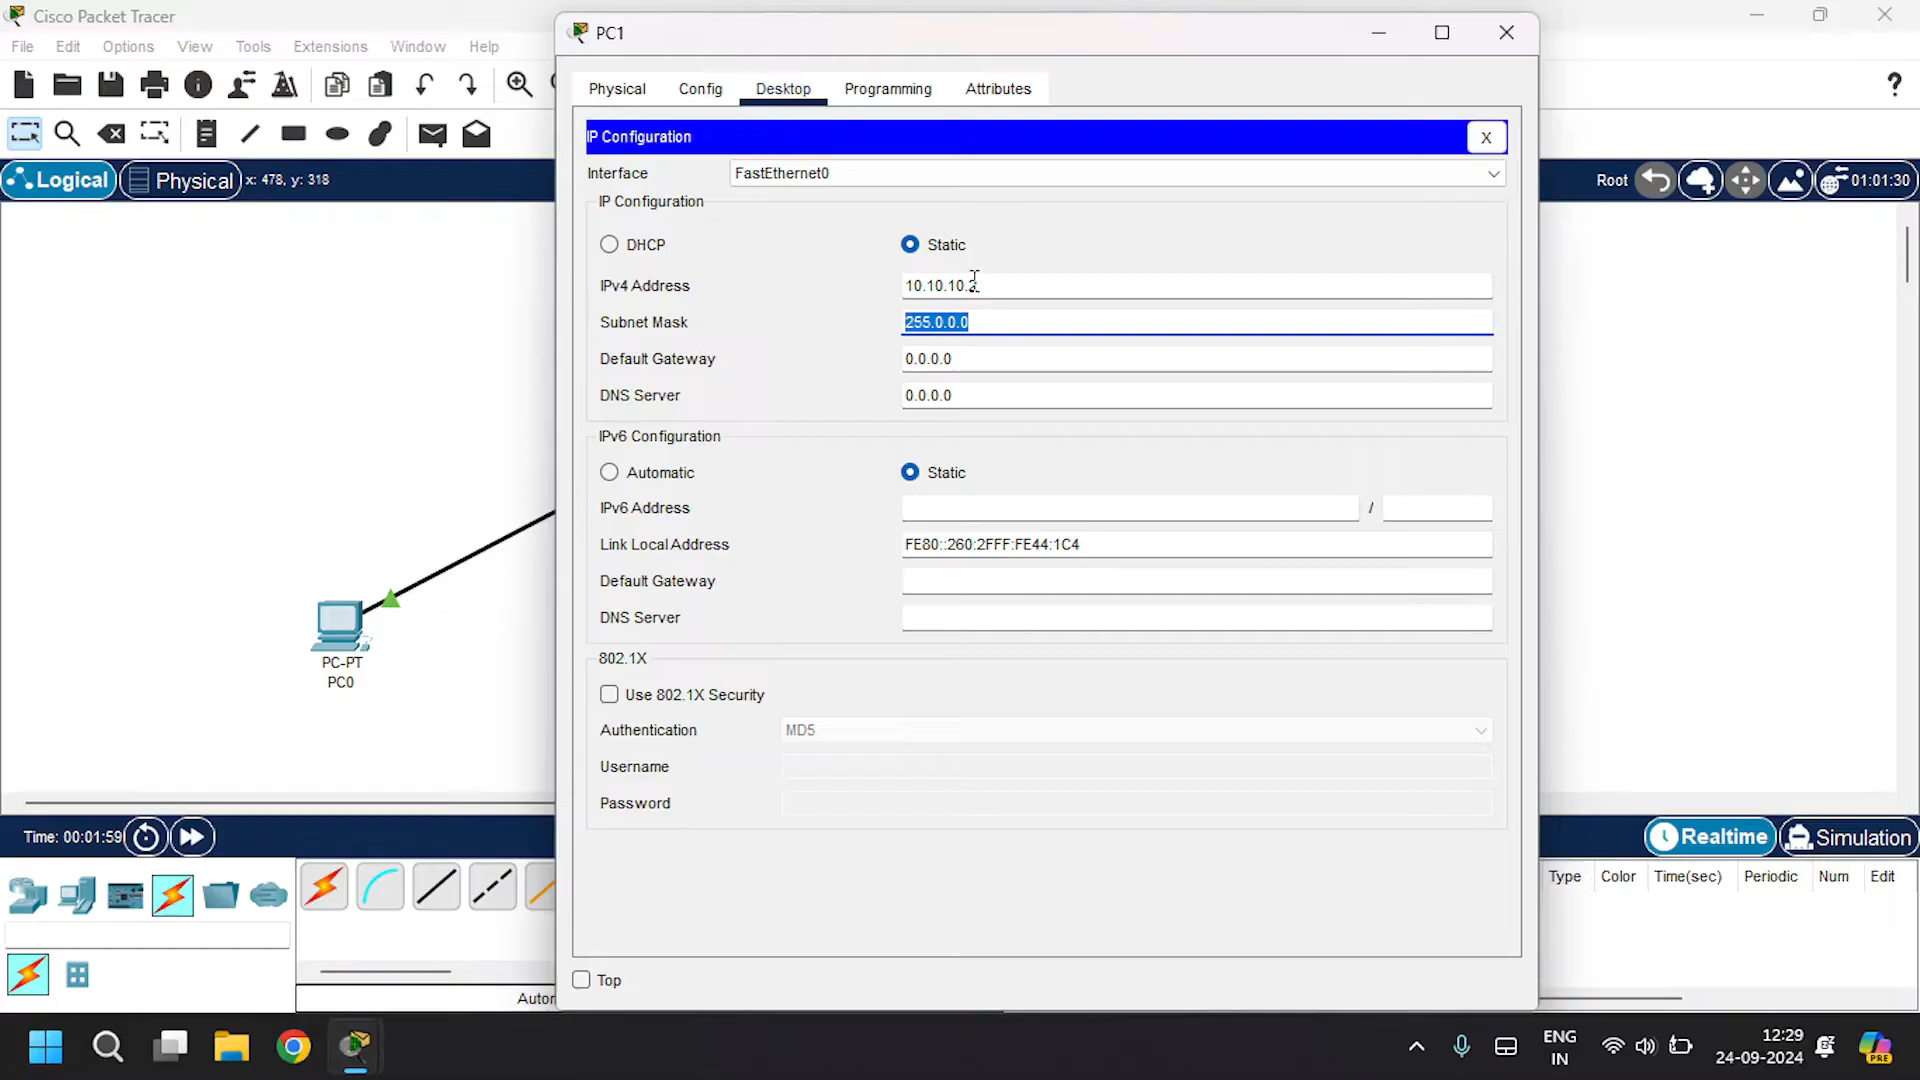 Cisco Packet Tracer
File Edit Options View Tools Extensions Window Help
Logical Physical x: 478, y: 318
PC-PT
PC0
Time: 00:01:59
PC1
Physical Config Desktop Programming Attributes
IP Configuration X
Interface FastEthernet0
IP Configuration
DHCP Static
IPv4 Address 10.10.10.2
Subnet Mask 255.0.0.0
Default Gateway 0.0.0.0
DNS Server 0.0.0.0
IPv6 Configuration
Automatic Static
IPv6 Address /
Link Local Address FE80::260:2FFF:FE44:1C4
Default Gateway
DNS Server
802.1X
Use 802.1X Security
Authentication MD5
Username
Password
Top
?
Root 01:01:30
Realtime Simulation
Type Color Time(sec) Periodic Num Edit
ENG
IN
12:29
24-09-2024
PRE